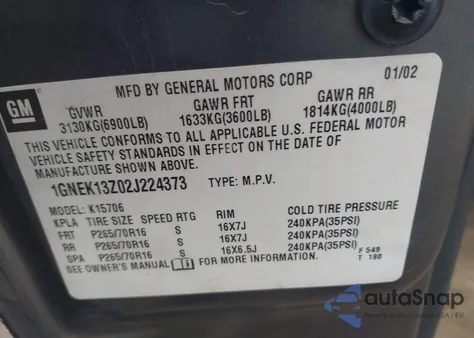 MFD BY GENERAL MOTORS CORP 01/02
GM
GVWR GAWR FRT GAWR RR
3130KG(6900LB) 1633KG(3600LB) 1814KG(4000LB)
THIS VEHICLE CONFORMS TO ALL APPLICABLE U.S. FEDERAL MOTOR
VEHICLE SAFETY STANDARDS IN EFFECT ON THE DATE OF
MANUFACTURE SHOWN ABOVE.
1GNEK13Z02J224373 TYPE: M.P.V.
MODEL: K15706
KPLA TIRE SIZE SPEED RTG RIM COLD TIRE PRESSURE
FRT P265/70R16 S 16X7J 240KPA(35PSI)
RR P265/70R16 S 16X7J 240KPA(35PSI)
SPA P265/70R16 S 16X6.5J 240KPA(35PSI)
SEE OWNER'S MANUAL FOR MORE INFORMATION.
F 549
T 180
autoSnap
USA | EU